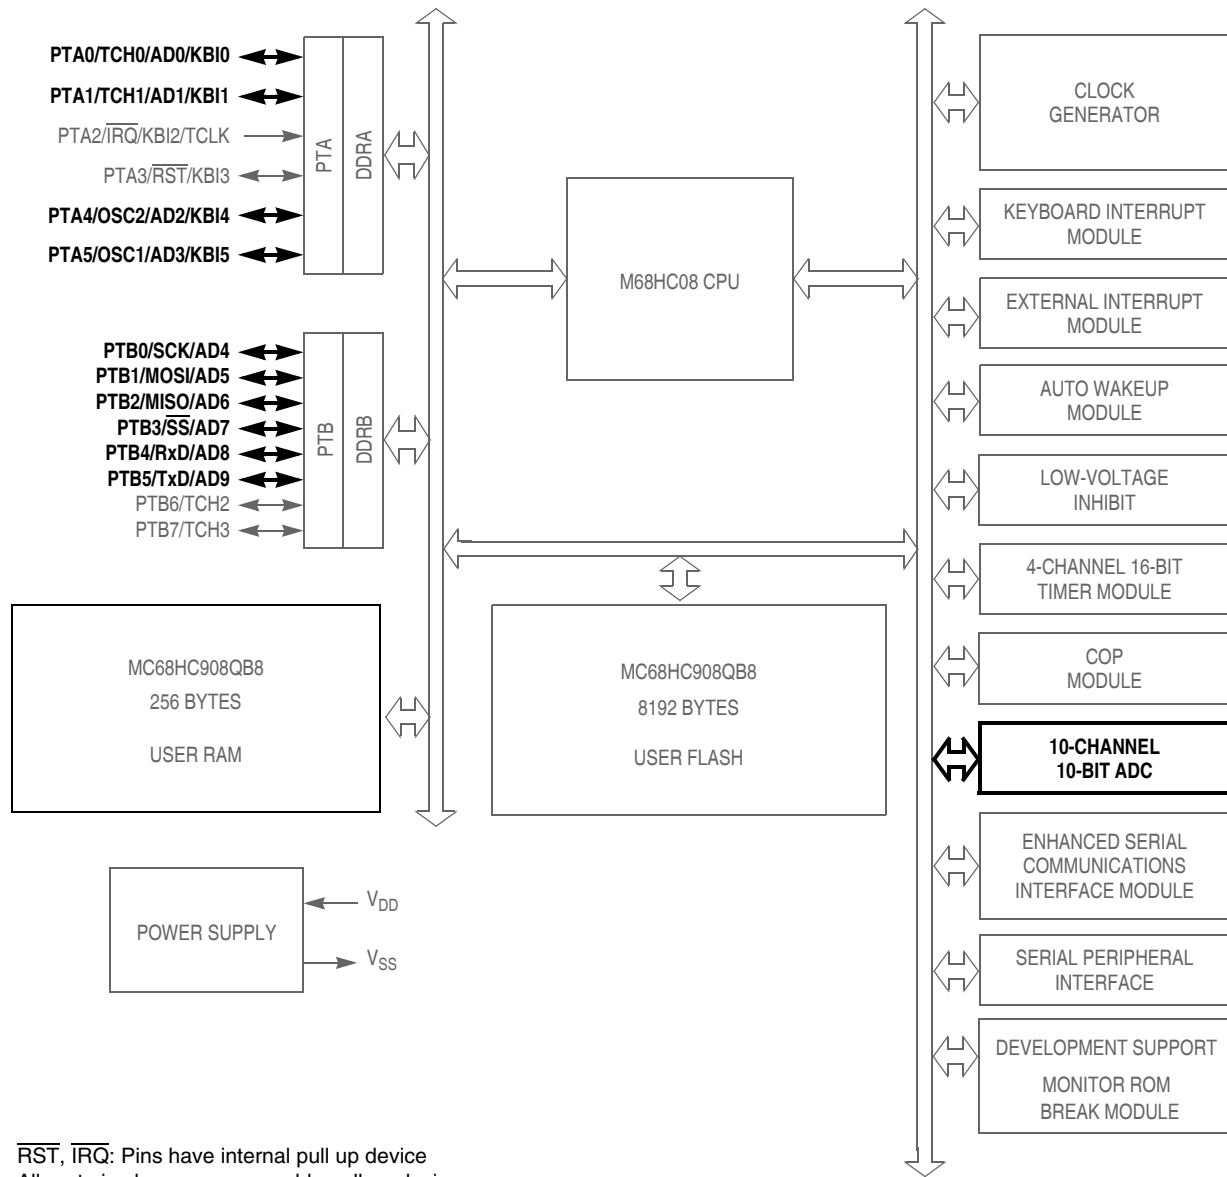 PTA0/TCH0/AD0/KBI0
PTA1/TCH1/AD1/KBI1
PTA2/IRQ/KBI2/TCLK
PTA3/RST/KBI3
PTA4/OSC2/AD2/KBI4
PTA5/OSC1/AD3/KBI5
PTA
DDRA
PTB0/SCK/AD4
PTB1/MOSI/AD5
PTB2/MISO/AD6
PTB3/SS/AD7
PTB4/RxD/AD8
PTB5/TxD/AD9
PTB6/TCH2
PTB7/TCH3
PTB
DDRB
M68HC08 CPU
MC68HC908QB8
256 BYTES
USER RAM
MC68HC908QB8
8192 BYTES
USER FLASH
POWER SUPPLY
VDD
VSS
CLOCK
GENERATOR
KEYBOARD INTERRUPT
MODULE
EXTERNAL INTERRUPT
MODULE
AUTO WAKEUP
MODULE
LOW-VOLTAGE
INHIBIT
4-CHANNEL 16-BIT
TIMER MODULE
COP
MODULE
10-CHANNEL
10-BIT ADC
ENHANCED SERIAL
COMMUNICATIONS
INTERFACE MODULE
SERIAL PERIPHERAL
INTERFACE
DEVELOPMENT SUPPORT
MONITOR ROM
BREAK MODULE
RST, IRQ: Pins have internal pull up device